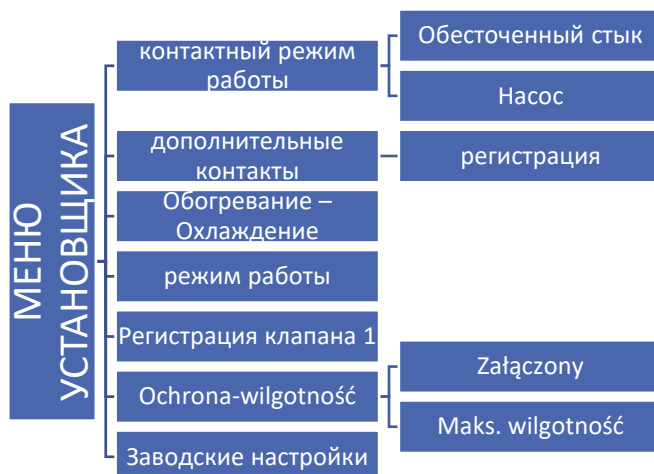 МЕНЮ
УСТАНОВЩИКА
контактный режим
работы
Обесточенный стык
Насос
дополнительные
контакты
регистрация
Обогревание –
Охлаждение
режим работы
Регистрация клапана 1
Ochrona-wilgotność
Załączony
Maks. wilgotność
Заводские настройки